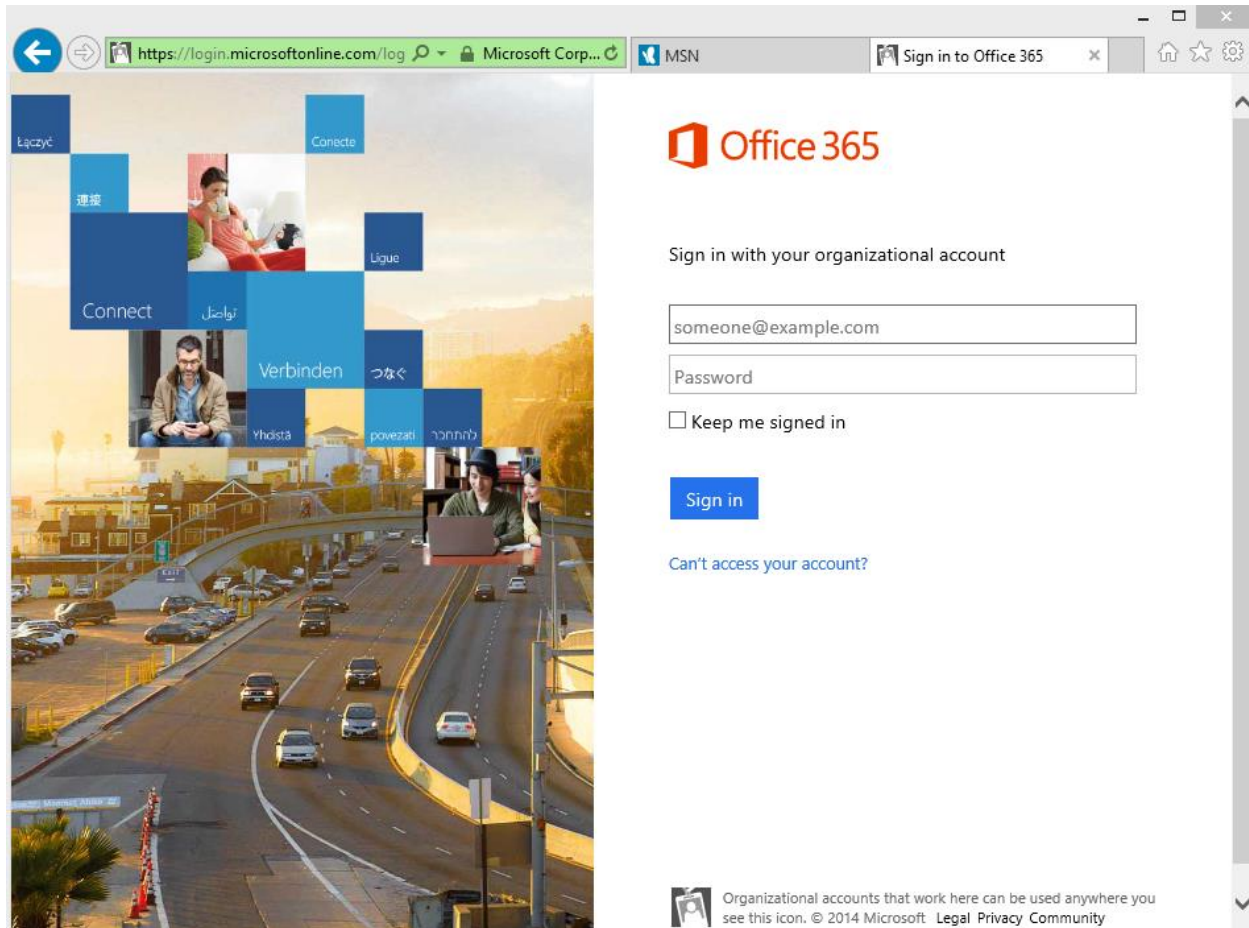 https://login.microsoftonline.com/log
Microsoft Corp...
MSN
Sign in to Office 365
Łączyć
Conecte
連接
Ligue
Connect
تواصل
Verbinden
つなぐ
Yhdistä
povezati
להתחבר
EXIT
Office 365
Sign in with your organizational account
someone@example.com
Password
Keep me signed in
Sign in
Can't access your account?
Organizational accounts that work here can be used anywhere you
see this icon. © 2014 Microsoft Legal Privacy Community